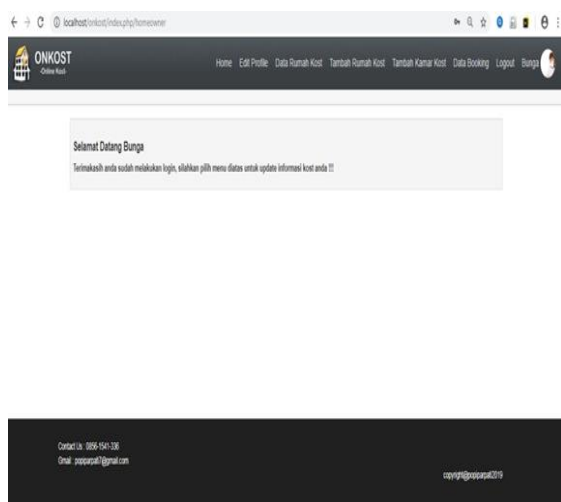 localhost/onkost/index.php/homeowner
ONKOST
-Online Kost-
Home Edit Profile Data Rumah Kost Tambah Rumah Kost Tambah Kamar Kost Data Booking Logout Bunga
Selamat Datang Bunga
Terimakasih anda sudah melakukan login, silahkan pilih menu diatas untuk update informasi kost anda !!!
Contact Us : 0856-1541-336
Gmail : popiparpati7@gmail.com
copyright@popiparpati2019